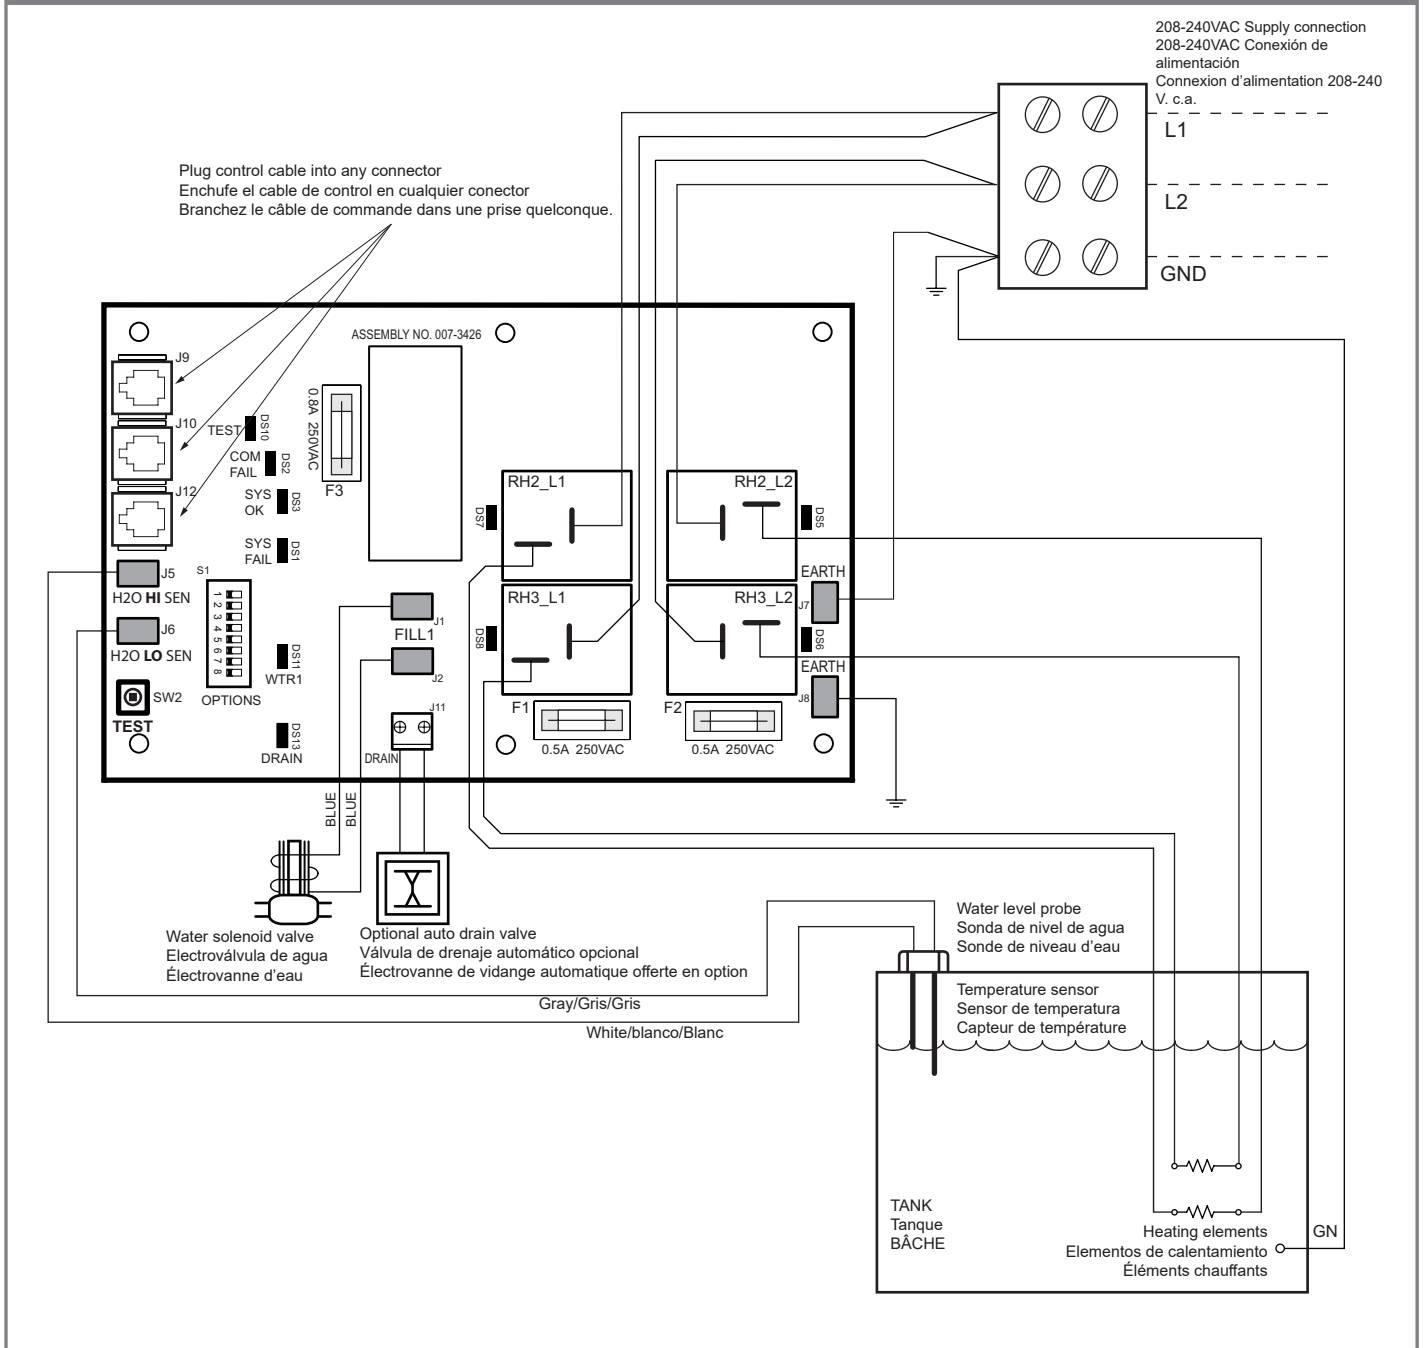 208-240VAC Supply connection
208-240VAC Conexión de
alimentación
Connexion d'alimentation 208-240
V. c.a.
L1
L2
GND
Plug control cable into any connector
Enchufe el cable de control en cualquier conector
Branchez le câble de commande dans une prise quelconque.
ASSEMBLY NO. 007-3426
J9
J10
J12
TEST
DS10
COM
FAIL
DS2
SYS
OK
DS3
SYS
FAIL
DS1
0.8A 250VAC
F3
RH2_L1
DS7
RH2_L2
DS5
J5
H2O HI SEN
J6
H2O LO SEN
SW2
TEST
S1
1
2
3
4
5
6
7
8
OPTIONS
DS11
WTR1
DS13
DRAIN
J1
FILL1
J2
J11
DRAIN
RH3_L1
DS8
RH3_L2
DS6
EARTH
J7
EARTH
J8
F1
0.5A 250VAC
F2
0.5A 250VAC
BLUE
BLUE
Water solenoid valve
Electroválvula de agua
Électrovanne d'eau
Optional auto drain valve
Válvula de drenaje automático opcional
Électrovanne de vidange automatique offerte en option
Gray/Gris/Gris
White/blanco/Blanc
Water level probe
Sonda de nivel de agua
Sonde de niveau d'eau
Temperature sensor
Sensor de temperatura
Capteur de température
TANK
Tanque
BÂCHE
Heating elements
Elementos de calentamiento
Éléments chauffants
GN